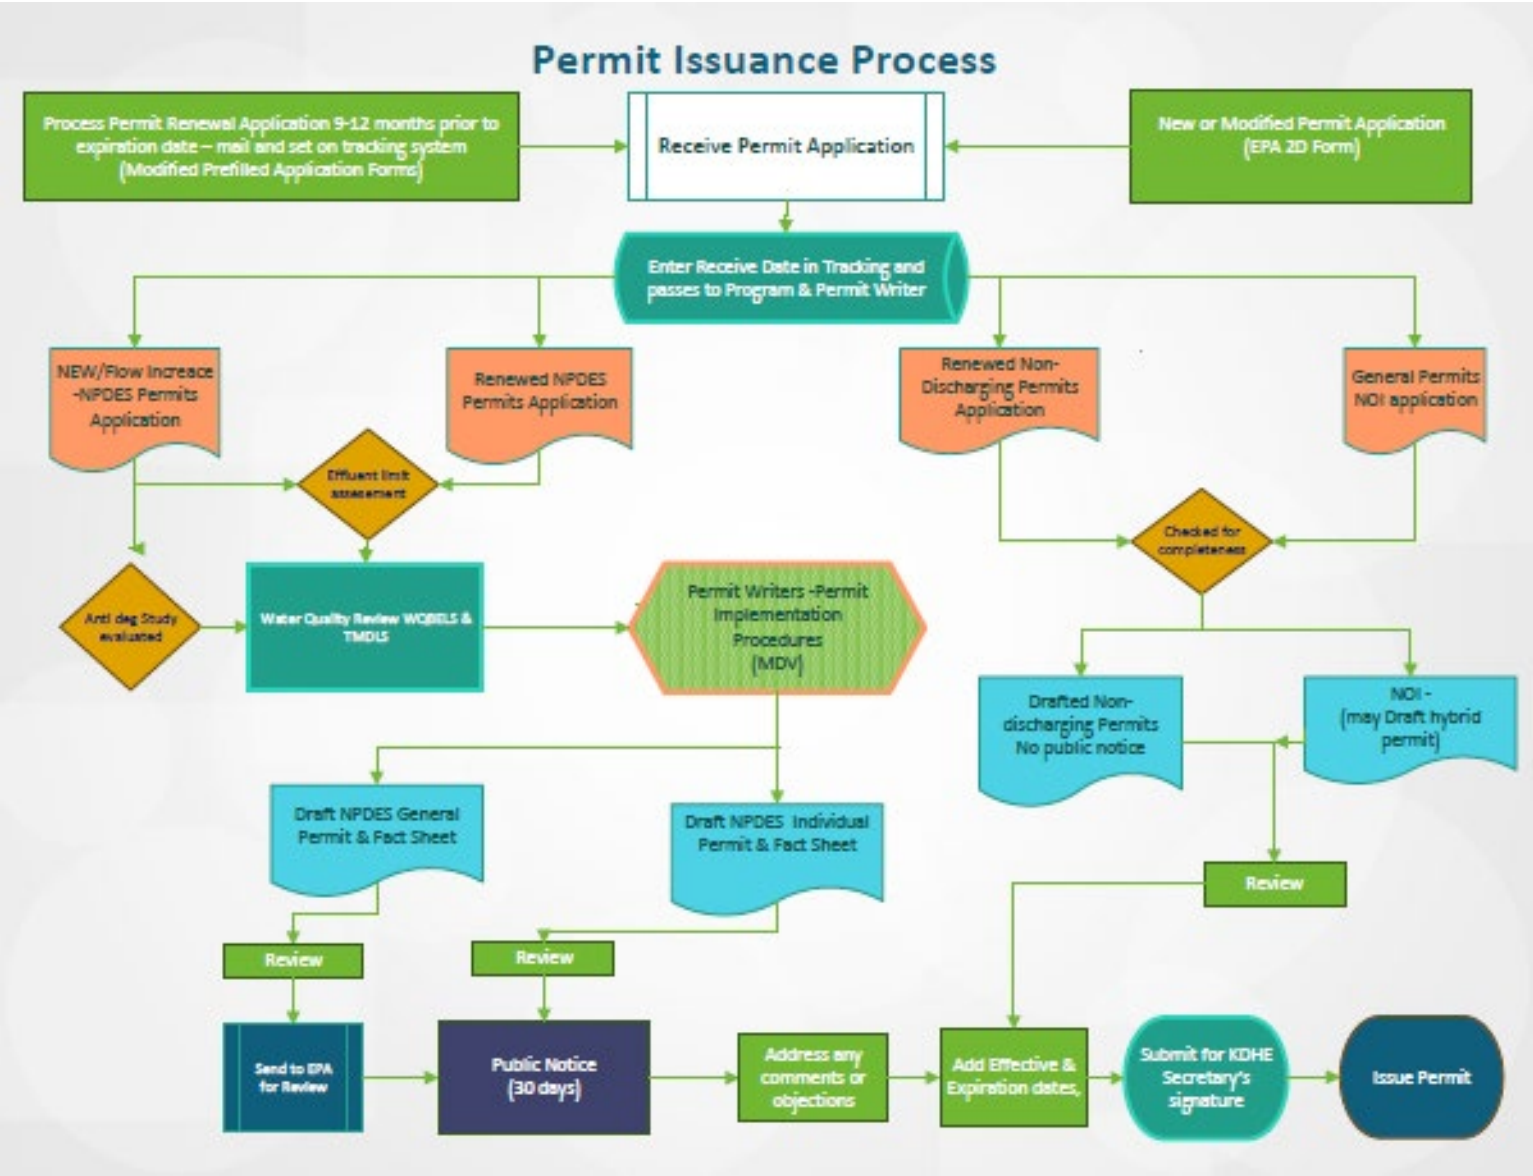 Permit Issuance Process
Process Permit Renewal Application 9-12 months prior to
expiration date – mail and set on tracking system
(Modified Prefilled Application Forms)
Receive Permit Application
New or Modified Permit Application
(EPA 2D Form)
Enter Receive Date in Tracking and
passes to Program & Permit Writer
NEW/Flow Increace
-NPDES Permits
Application
Renewed NPDES
Permits Application
Renewed Non-
Discharging Permits
Application
General Permits
NOI application
Effluent limit
assesement
Checked for
completeness
Anti deg Study
evaluated
Water Quality Review WQBELS &
TMDLS
Permit Writers -Permit
Implementation
Procedures
(MDV)
Drafted Non-
discharging Permits
No public notice
NOI -
(may Draft hybrid
permit)
Draft NPDES General
Permit & Fact Sheet
Draft NPDES Individual
Permit & Fact Sheet
Review
Review
Review
Send to EPA
for Review
Public Notice
(30 days)
Address any
comments or
objections
Add Effective &
Expiration dates,
Submit for KDHE
Secretary's
signature
Issue Permit